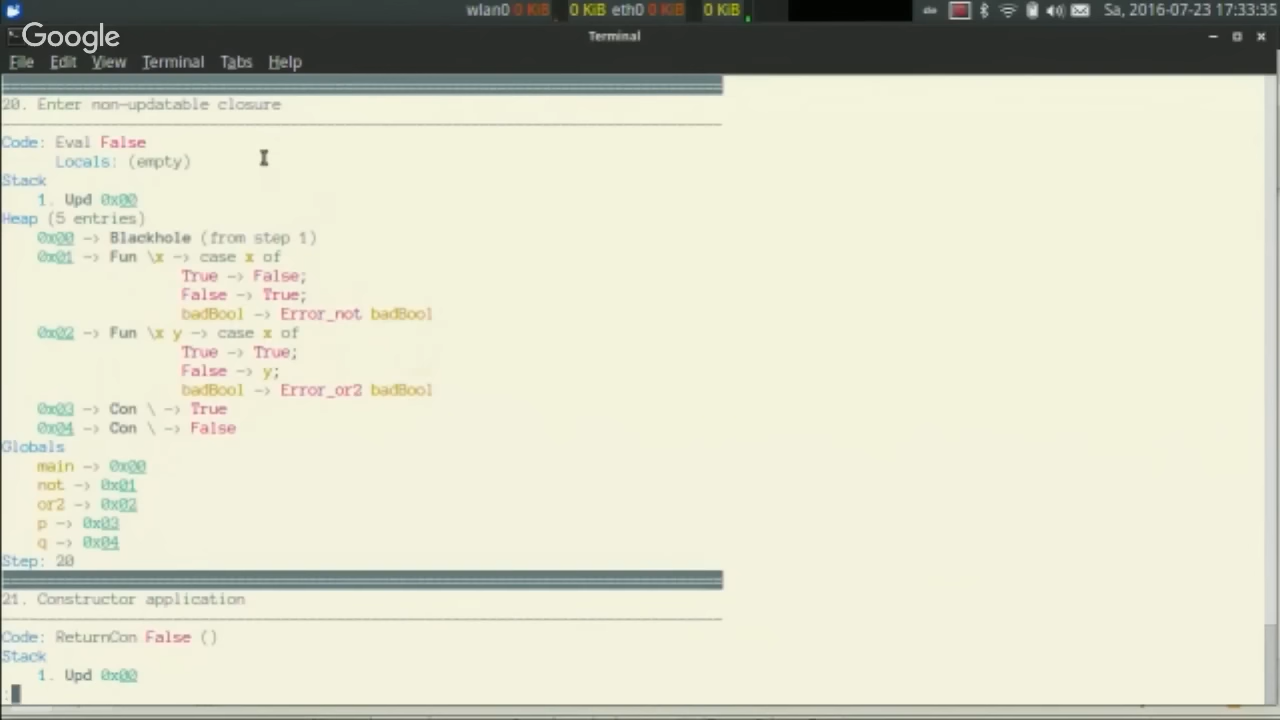 wlan0 0 KiB 0 KiB eth0 0 KiB 0 KiB de Sa, 2016-07-23 17:33:35
Google
Terminal
File Edit View Terminal Tabs Help
20. Enter non-updatable closure
Code: Eval False
Locals: (empty)
Stack
1. Upd 0x00
Heap (5 entries)
0x00 -> Blackhole (from step 1)
0x01 -> Fun \x -> case x of
True -> False;
False -> True;
badBool -> Error_not badBool
0x02 -> Fun \x y -> case x of
True -> True;
False -> y;
badBool -> Error_or2 badBool
0x03 -> Con \ -> True
0x04 -> Con \ -> False
Globals
main -> 0x00
not -> 0x01
or2 -> 0x02
p -> 0x03
q -> 0x04
Step: 20
21. Constructor application
Code: ReturnCon False ()
Stack
1. Upd 0x00
: